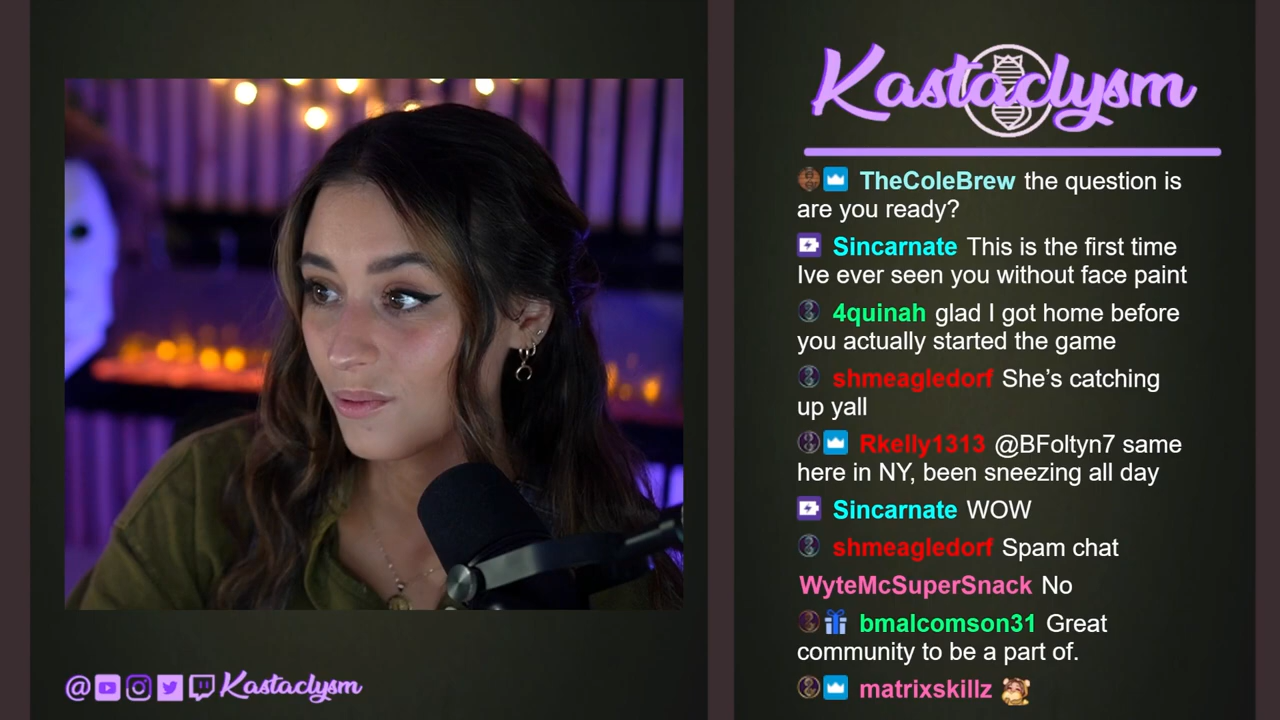 Kastaclysm
TheColeBrew the question is
are you ready?
Sincarnate This is the first time
Ive ever seen you without face paint
4quinah glad I got home before
you actually started the game
shmeagledorf She’s catching
up yall
Rkelly1313 @BFoltyn7 same
here in NY, been sneezing all day
Sincarnate WOW
shmeagledorf Spam chat
WyteMcSuperSnack No
bmalcomson31 Great
community to be a part of.
matrixskillz
@ Kastaclysm